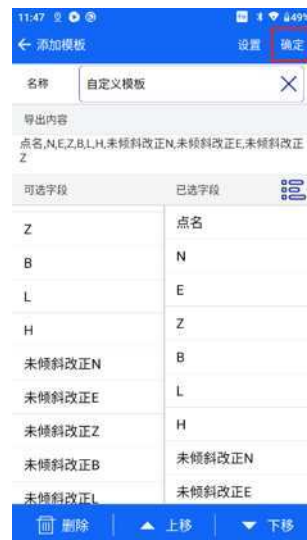 11:47
49%
添加模板
设置
确定
名称
自定义模板
导出内容
点名,N,E,Z,B,L,H,未倾斜改正N,未倾斜改正E,未倾斜改正
Z
可选字段
已选字段
Z
点名
B
N
L
E
H
Z
未倾斜改正N
B
未倾斜改正E
L
未倾斜改正Z
H
未倾斜改正B
未倾斜改正N
未倾斜改正L
未倾斜改正E
删除
上移
下移